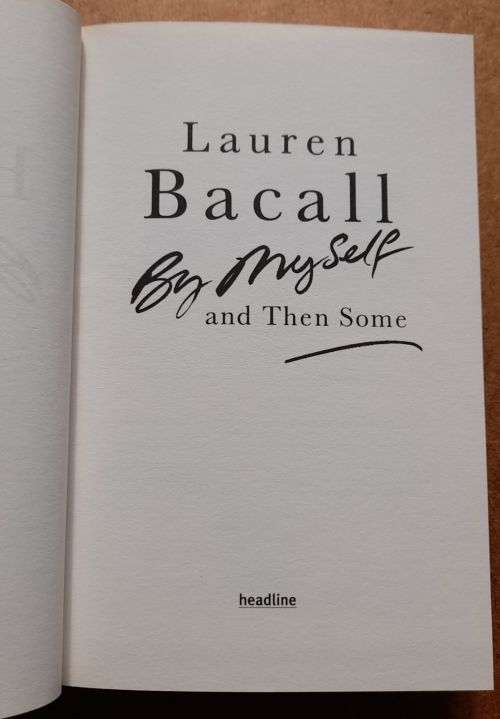 Lauren
Bacall
By Myself
and Then Some
headline